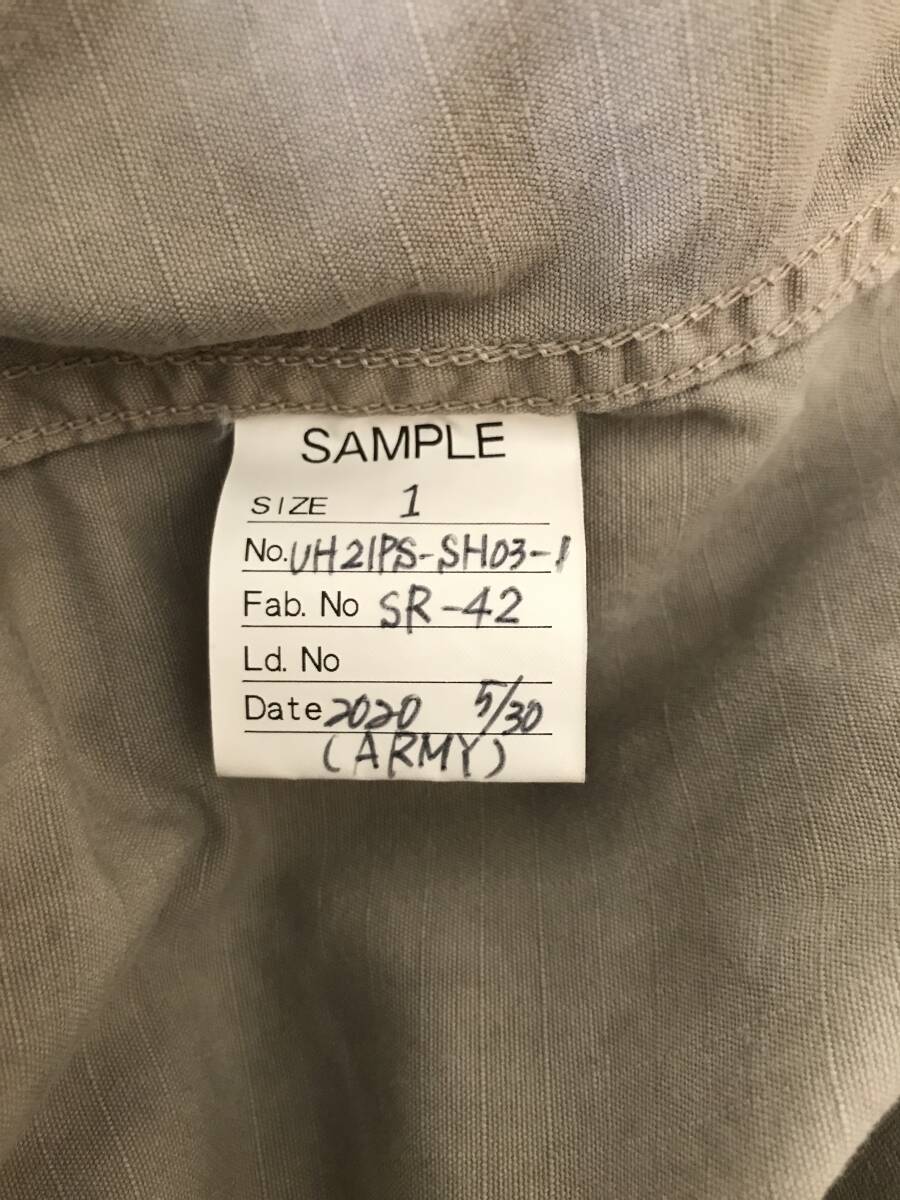 SAMPLE
SIZE 1
No. UH21PS-SH03-1
Fab. No SR-42
Ld. No
Date 2020 5/30
(ARMY)